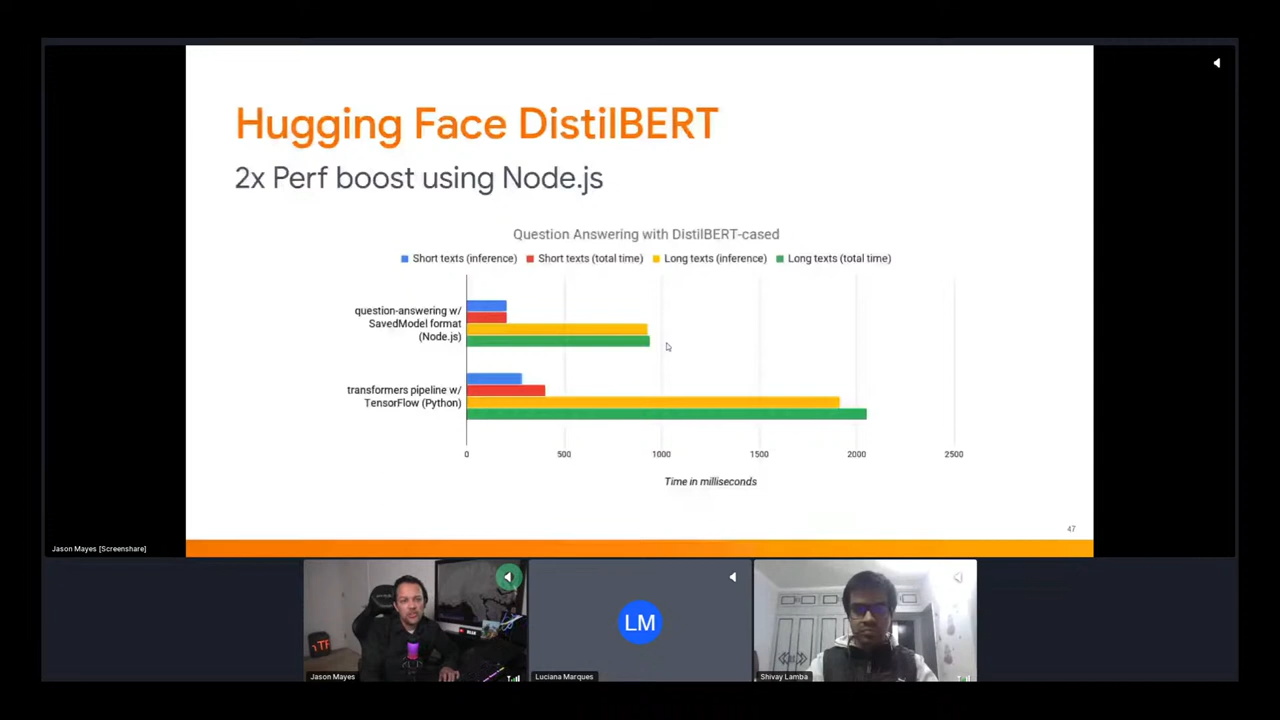 Hugging Face DistilBERT
2x Perf boost using Node.js
Question Answering with DistilBERT-cased
Short texts (inference) Short texts (total time) Long texts (inference) Long texts (total time)
question-answering w/
SavedModel format
(Node.js)
transformers pipeline w/
TensorFlow (Python)
0 500 1000 1500 2000 2500
Time in milliseconds
47
Jason Mayes [Screenshare]
TF
LM
Jason Mayes
Luciana Marques
Shivay Lamba